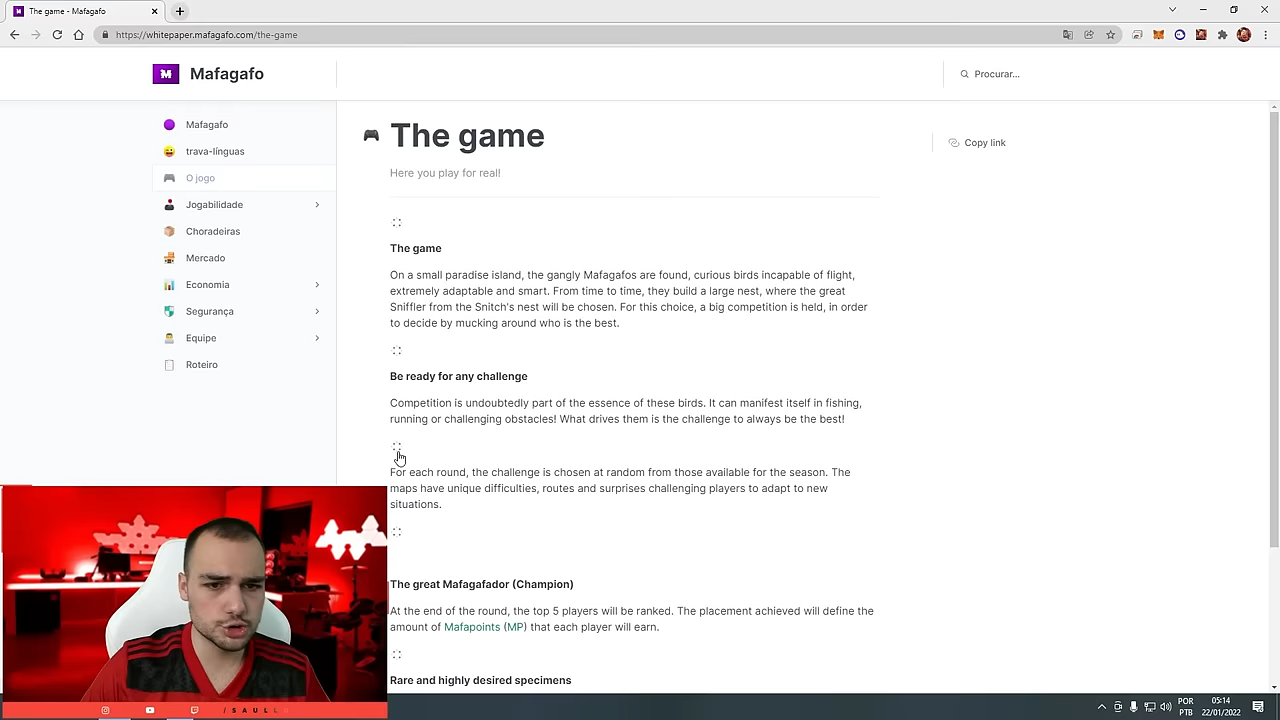 The game - Mafagafo
https://whitepaper.mafagafo.com/the-game
Mafagafo
Procurar...
Mafagafo
trava-línguas
O jogo
Jogabilidade
Choradeiras
Mercado
Economia
Segurança
Equipe
Roteiro
The game
Copy link
Here you play for real!
The game
On a small paradise island, the gangly Mafagafos are found, curious birds incapable of flight,
extremely adaptable and smart. From time to time, they build a large nest, where the great
Sniffler from the Snitch's nest will be chosen. For this choice, a big competition is held, in order
to decide by mucking around who is the best.
Be ready for any challenge
Competition is undoubtedly part of the essence of these birds. It can manifest itself in fishing,
running or challenging obstacles! What drives them is the challenge to always be the best!
For each round, the challenge is chosen at random from those available for the season. The
maps have unique difficulties, routes and surprises challenging players to adapt to new
situations.
The great Mafagafador (Champion)
At the end of the round, the top 5 players will be ranked. The placement achieved will define the
amount of Mafapoints (MP) that each player will earn.
Rare and highly desired specimens
/SAULL
POR
PTB
05:14
22/01/2022